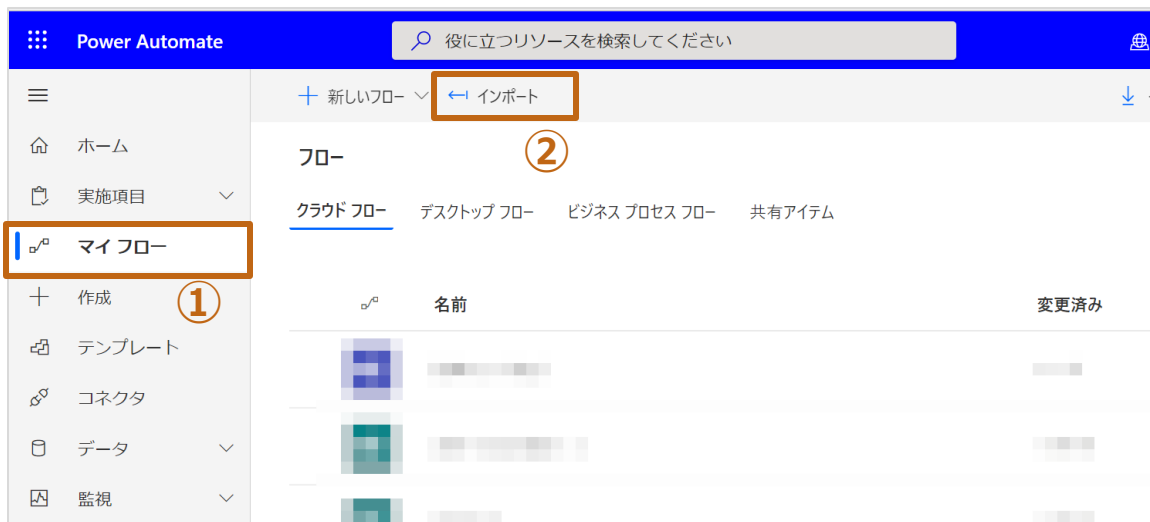 Power Automate
役に立つリソースを検索してください
新しいフロー
インポート
②
ホーム
実施項目
マイ フロー
①
作成
テンプレート
コネクタ
データ
監視
フロー
クラウド フロー
デスクトップ フロー
ビジネス プロセス フロー
共有アイテム
名前
変更済み